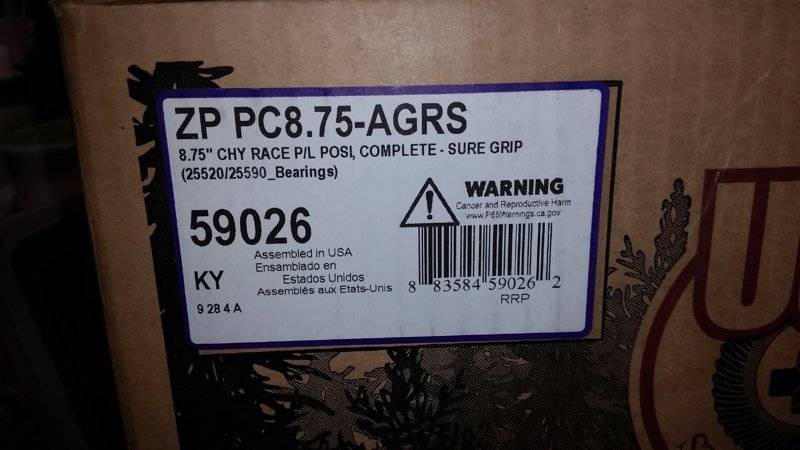 ZP PC8.75-AGRS
8.75" CHY RACE P/L POSI, COMPLETE - SURE GRIP
(25520/25590_Bearings)
WARNING
Cancer and Reproductive Harm
www.P65Warnings.ca.gov
59026
Assembled in USA
Ensamblado en
Estados Unidos
Assemblés aux Etats-Unis
KY
9 28 4 A
8 83584 59026 2
RRP
U